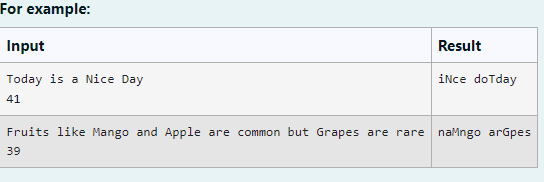 For example:
Input Result
Today is a Nice Day iNce doTday
41
Fruits like Mango and Apple are common but Grapes are rare naMngo arGpes
39